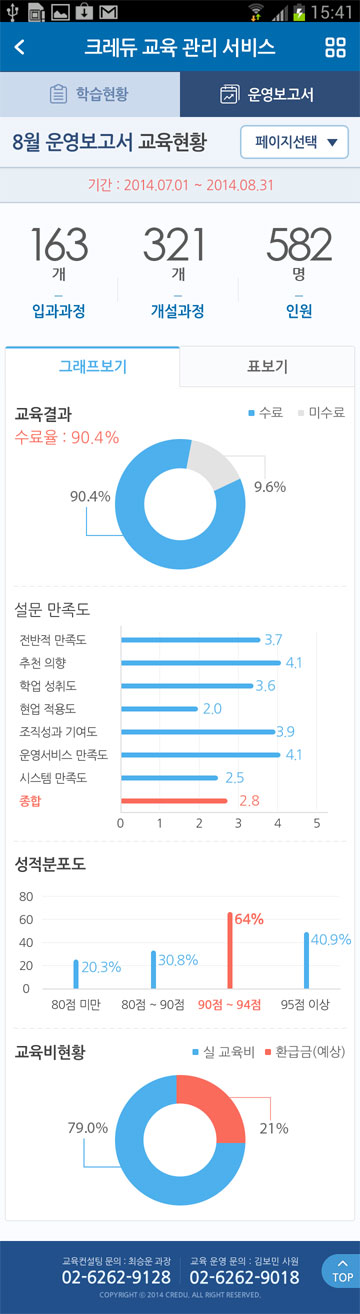 15:41
크레듀 교육 관리 서비스
학습현황 운영보고서
8월 운영보고서 교육현황 페이지선택
기간 : 2014.07.01 ~ 2014.08.31
163 321 582
개 개 명
입과과정 개설과정 인원
그래프보기 표보기
교육결과 수료 미수료
수료율 : 90.4%
90.4% 9.6%
설문 만족도
전반적 만족도 3.7
추천 의향 4.1
학업 성취도 3.6
현업 적용도 2.0
조직성과 기여도 3.9
운영서비스 만족도 4.1
시스템 만족도 2.5
종합 2.8
0 1 2 3 4 5
성적분포도
80
60 64%
40 40.9%
20 20.3% 30.8%
0
80점 미만 80점 ~ 90점 90점 ~ 94점 95점 이상
교육비현황 실 교육비 환급금(예상)
79.0% 21%
교육컨설팅 문의 : 최승운 과장 교육 운영 문의 : 김보민 사원
02-6262-9128 02-6262-9018
TOP
COPYRIGHT © 2014 CREDU, ALL RIGHT RESERVED.